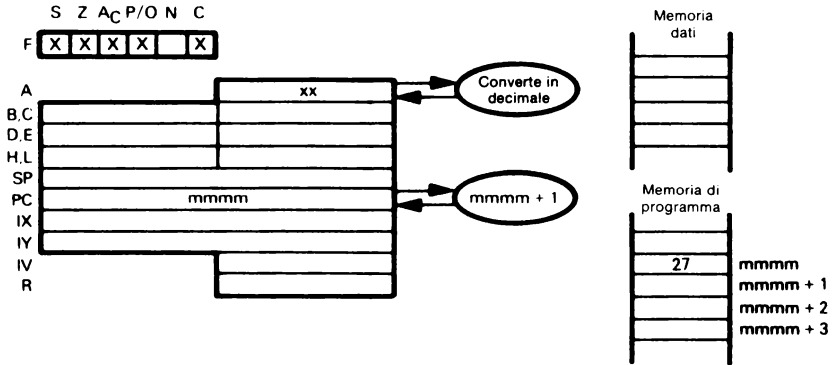 S Z AC P/O N C
F X X X X X
A xx
Converte in
decimale
B,C
D,E
H,L
SP
PC mmmm
mmmm + 1
IX
IY
IV
R
Memoria
dati
Memoria di
programma
27 mmmm
mmmm + 1
mmmm + 2
mmmm + 3